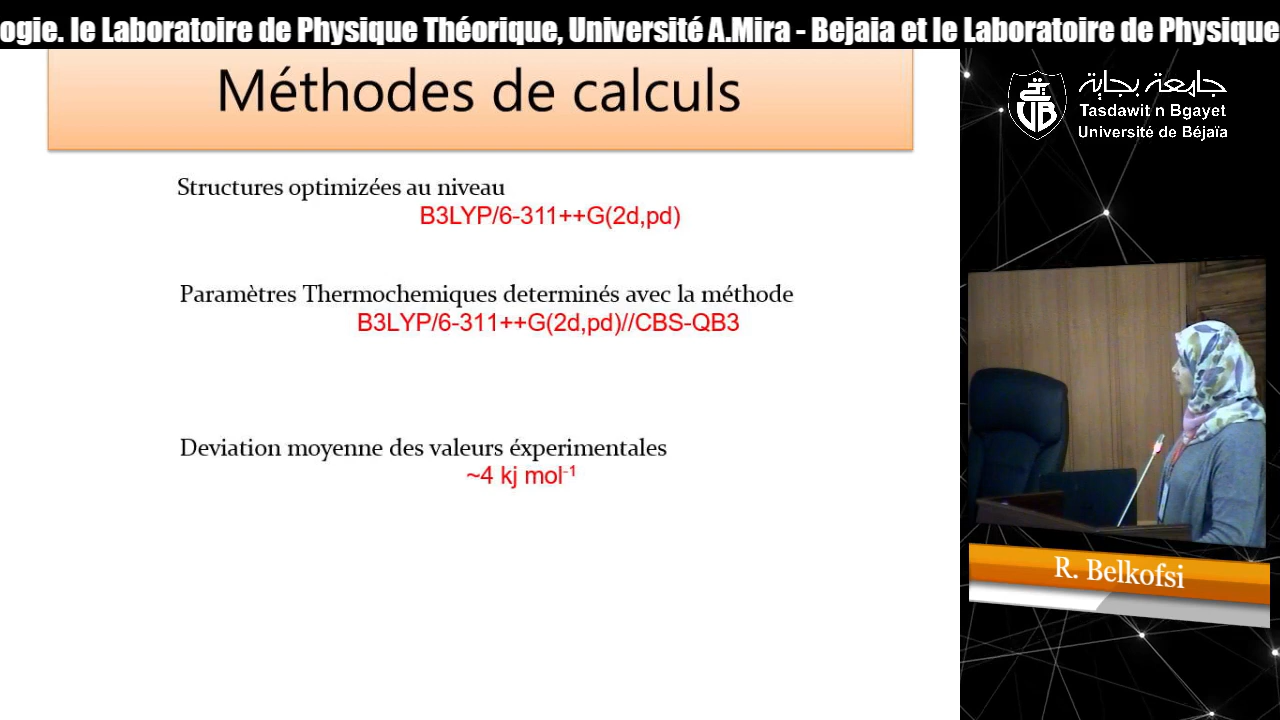 ogie. le Laboratoire de Physique Théorique, Université A.Mira - Bejaia et le Laboratoire de Physique
Méthodes de calculs
Structures optimizées au niveau
B3LYP/6-311++G(2d,pd)
Paramètres Thermochemiques determinés avec la méthode
B3LYP/6-311++G(2d,pd)//CBS-QB3
Deviation moyenne des valeurs éxperimentales
~4 kj mol⁻¹
جامعة بجاية
Tasdawit n Bgayet
Université de Béjaïa
R. Belkofsi